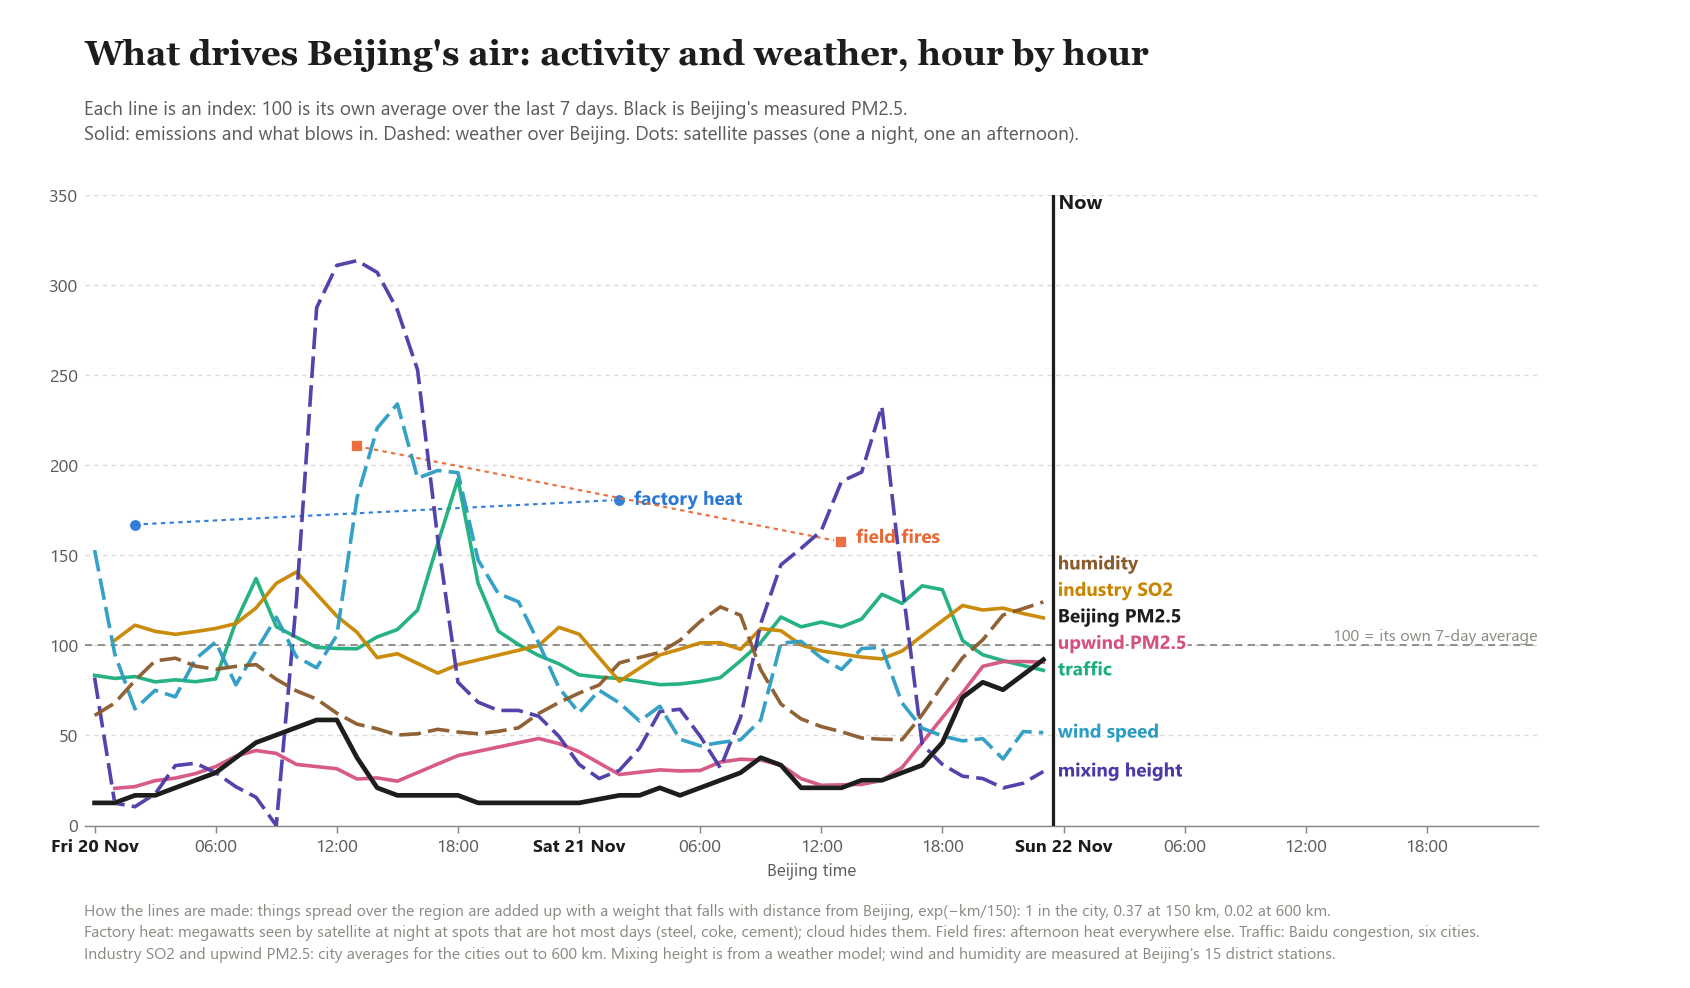 What drives Beijing's air: activity and weather, hour by hour
Each line is an index: 100 is its own average over the last 7 days. Black is Beijing's measured PM2.5.
Solid: emissions and what blows in. Dashed: weather over Beijing. Dots: satellite passes (one a night, one an afternoon).
350
Now
300
250
200
factory heat
field fires
150
humidity
industry SO2
Beijing PM2.5
100 = its own 7-day average
100
upwind PM2.5
traffic
50
wind speed
mixing height
0
Fri 20 Nov 06:00 12:00 18:00 Sat 21 Nov 06:00 12:00 18:00 Sun 22 Nov 06:00 12:00 18:00
Beijing time
How the lines are made: things spread over the region are added up with a weight that falls with distance from Beijing, exp(−km/150): 1 in the city, 0.37 at 150 km, 0.02 at 600 km.
Factory heat: megawatts seen by satellite at night at spots that are hot most days (steel, coke, cement); cloud hides them. Field fires: afternoon heat everywhere else. Traffic: Baidu congestion, six cities.
Industry SO2 and upwind PM2.5: city averages for the cities out to 600 km. Mixing height is from a weather model; wind and humidity are measured at Beijing's 15 district stations.